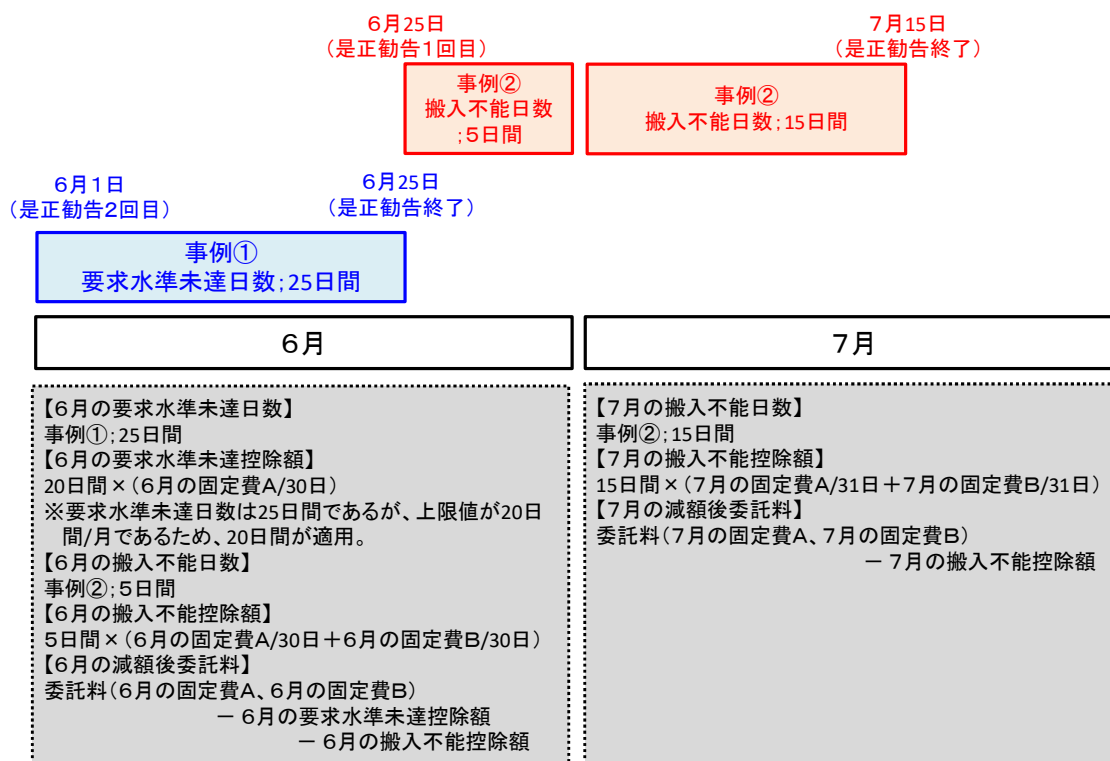 6月25日
(是正勧告1回目)
7月15日
(是正勧告終了)
事例②
搬入不能日数
;5日間
事例②
搬入不能日数;15日間
6月1日
(是正勧告2回目)
6月25日
(是正勧告終了)
事例①
要求水準未達日数;25日間
6月
7月
【6月の要求水準未達日数】
事例①;25日間
【6月の要求水準未達控除額】
20日間×(6月の固定費A/30日)
※要求水準未達日数は25日間であるが、上限値が20日
間/月であるため、20日間が適用。
【6月の搬入不能日数】
事例②;5日間
【6月の搬入不能控除額】
5日間×(6月の固定費A/30日+6月の固定費B/30日)
【6月の減額後委託料】
委託料(6月の固定費A、6月の固定費B)
- 6月の要求水準未達控除額
- 6月の搬入不能控除額
【7月の搬入不能日数】
事例②;15日間
【7月の搬入不能控除額】
15日間×(7月の固定費A/31日+7月の固定費B/31日)
【7月の減額後委託料】
委託料(7月の固定費A、7月の固定費B)
- 7月の搬入不能控除額